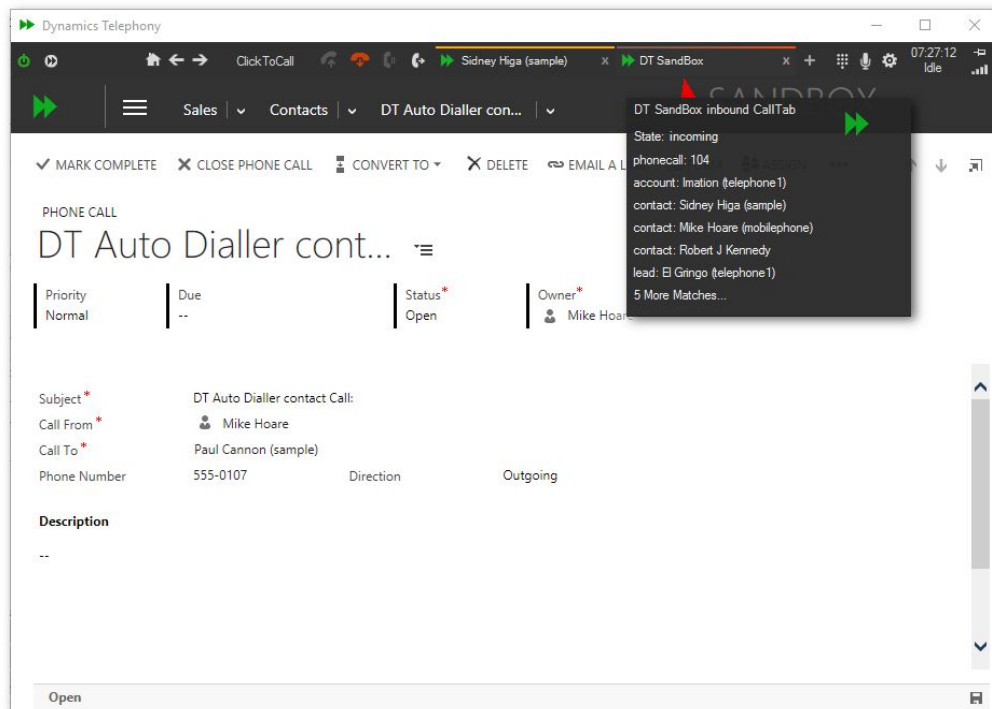 Dynamics Telephony
ClickToCall
Sidney Higa (sample) x
DT SandBox x
07:27:12
Idle
Sales
Contacts
DT Auto Dialler con...
SANDBOX
MARK COMPLETE
CLOSE PHONE CALL
CONVERT TO
DELETE
EMAIL A L
DT SandBox inbound CallTab
State: incoming
phonecall: 104
account: Imation (telephone1)
contact: Sidney Higa (sample)
contact: Mike Hoare (mobilephone)
contact: Robert J Kennedy
lead: El Gringo (telephone1)
5 More Matches...
PHONE CALL
DT Auto Dialler cont...
Priority
Normal
Due
--
Status*
Open
Owner*
Mike Hoare
Subject* DT Auto Dialler contact Call:
Call From* Mike Hoare
Call To* Paul Cannon (sample)
Phone Number 555-0107 Direction Outgoing
Description
--
Open